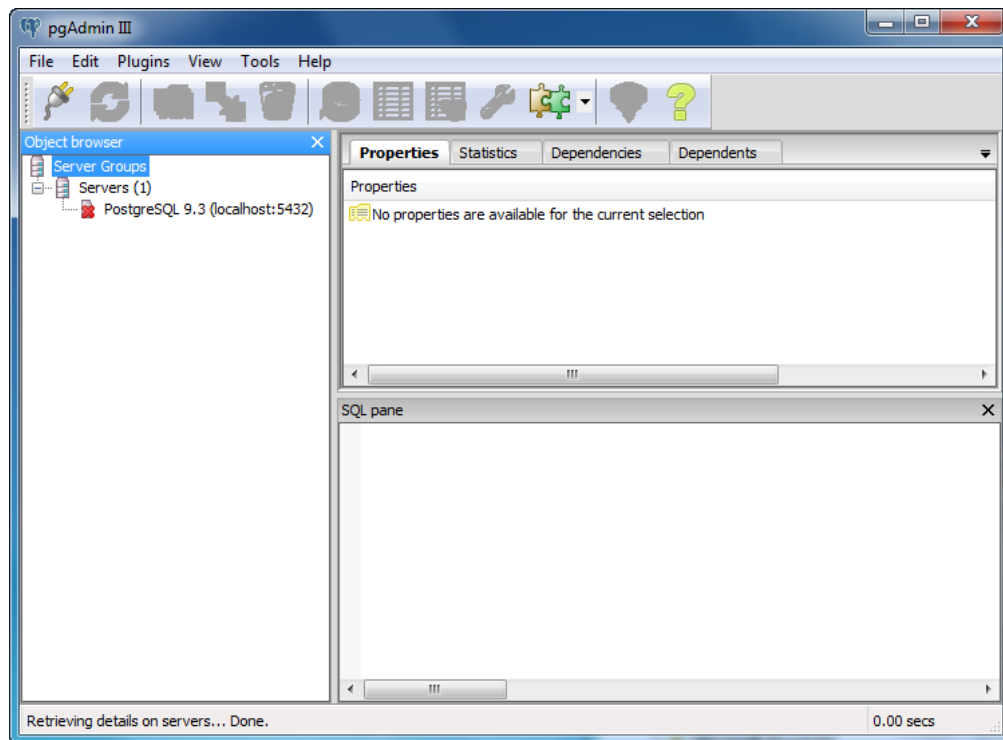 pgAdmin III
File Edit Plugins View Tools Help
Object browser
Server Groups
Servers (1)
PostgreSQL 9.3 (localhost:5432)
Properties Statistics Dependencies Dependents
Properties
No properties are available for the current selection
SQL pane
Retrieving details on servers... Done. 0.00 secs